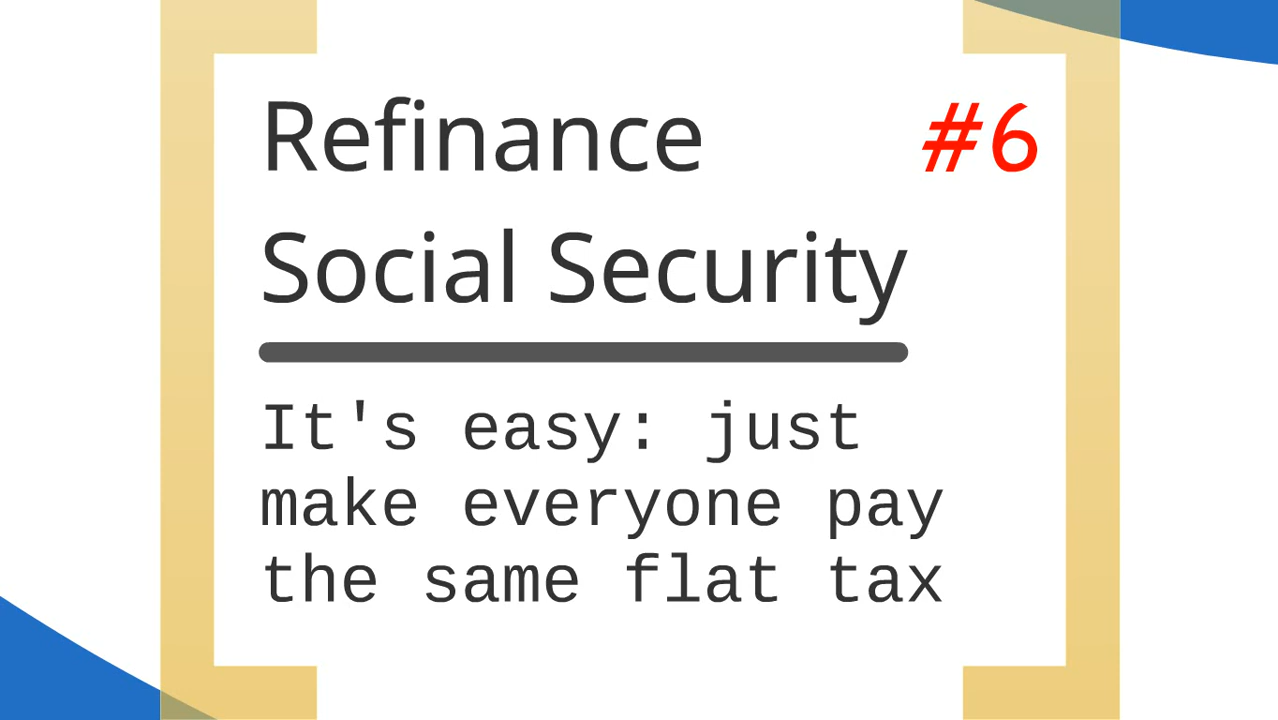 Refinance #6
Social Security
It's easy: just
make everyone pay
the same flat tax